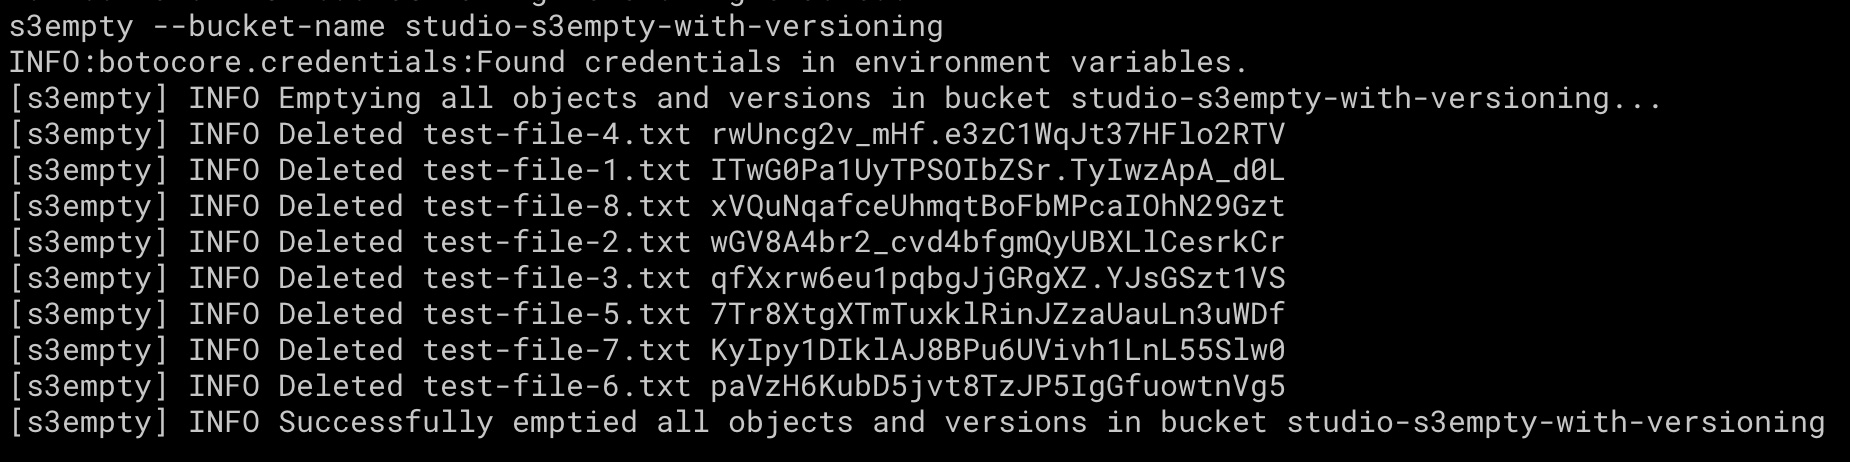 s3empty --bucket-name studio-s3empty-with-versioning
INFO:botocore.credentials:Found credentials in environment variables.
[s3empty] INFO Emptying all objects and versions in bucket studio-s3empty-with-versioning...
[s3empty] INFO Deleted test-file-4.txt rwUncg2v_mHf.e3zC1WqJt37HFlo2RTV
[s3empty] INFO Deleted test-file-1.txt ITwG0Pa1UyTPSOIbZSr.TyIwzApA_d0L
[s3empty] INFO Deleted test-file-8.txt xVQuNqafceUhmqtBoFbMPcaIOhN29Gzt
[s3empty] INFO Deleted test-file-2.txt wGV8A4br2_cvd4bfgmQyUBXLlCesrkCr
[s3empty] INFO Deleted test-file-3.txt qfXxrw6eu1pqbgJjGRgXZ.YJsGSzt1VS
[s3empty] INFO Deleted test-file-5.txt 7Tr8XtgXTmTuxklRinJZzaUauLn3uWDf
[s3empty] INFO Deleted test-file-7.txt KyIpy1DIklAJ8BPu6UVivh1LnL55Slw0
[s3empty] INFO Deleted test-file-6.txt paVzH6KubD5jvt8TzJP5IgGfuowtnVg5
[s3empty] INFO Successfully emptied all objects and versions in bucket studio-s3empty-with-versioning